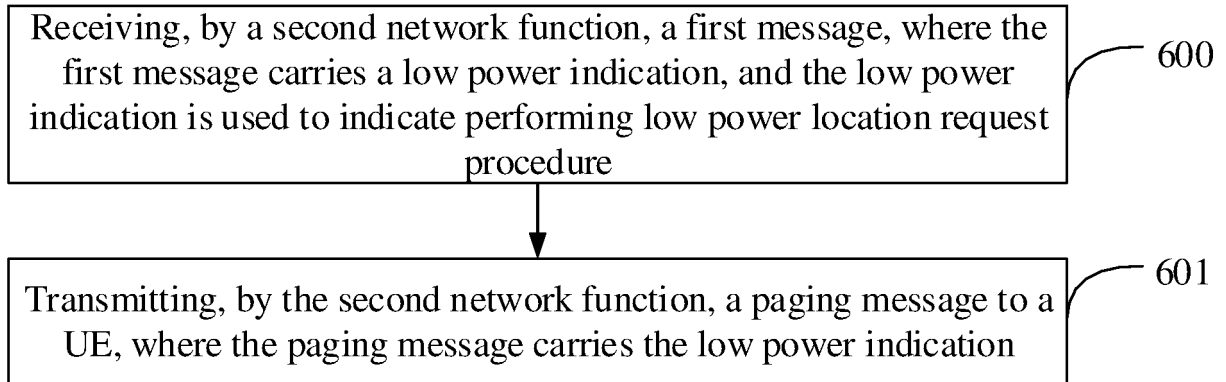 Receiving, by a second network function, a first message, where the
first message carries a low power indication, and the low power
indication is used to indicate performing low power location request
procedure
600
Transmitting, by the second network function, a paging message to a
UE, where the paging message carries the low power indication
601